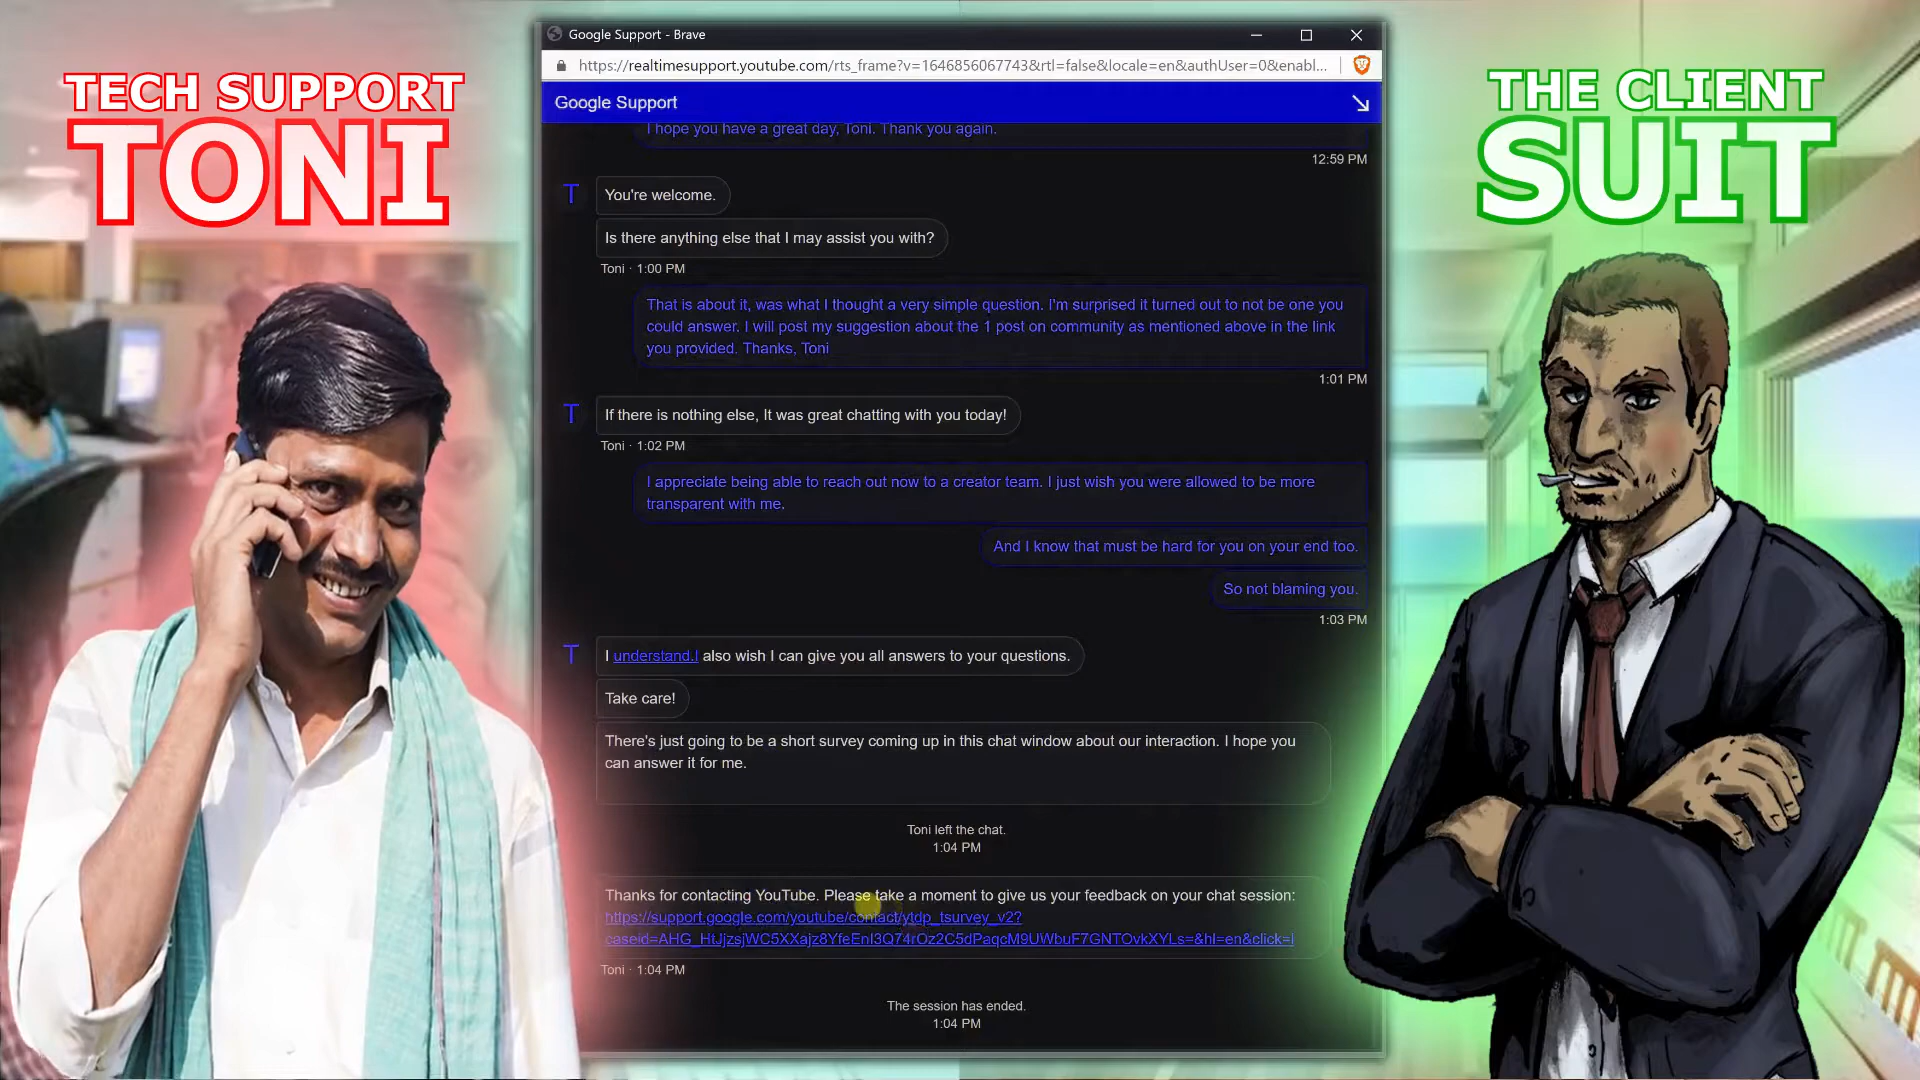 TECH SUPPORT
TONI
THE CLIENT
SUIT
Google Support - Brave
https://realtimesupport.youtube.com/rts_frame?v=1646856067743&rtl=false&locale=en&authUser=0&enabl...
Google Support
I hope you have a great day, Toni. Thank you again.
12:59 PM
T
You're welcome.
Is there anything else that I may assist you with?
Toni · 1:00 PM
That is about it, was what I thought a very simple question. I'm surprised it turned out to not be one you
could answer. I will post my suggestion about the 1 post on community as mentioned above in the link
you provided. Thanks, Toni
1:01 PM
T
If there is nothing else, It was great chatting with you today!
Toni · 1:02 PM
I appreciate being able to reach out now to a creator team. I just wish you were allowed to be more
transparent with me.
And I know that must be hard for you on your end too.
So not blaming you.
1:03 PM
T
I understand.I also wish I can give you all answers to your questions.
Take care!
There's just going to be a short survey coming up in this chat window about our interaction. I hope you
can answer it for me.
Toni left the chat.
1:04 PM
Thanks for contacting YouTube. Please take a moment to give us your feedback on your chat session:
https://support.google.com/youtube/contact/ytdp_tsurvey_v2?
Toni · 1:04 PM
The session has ended.
1:04 PM